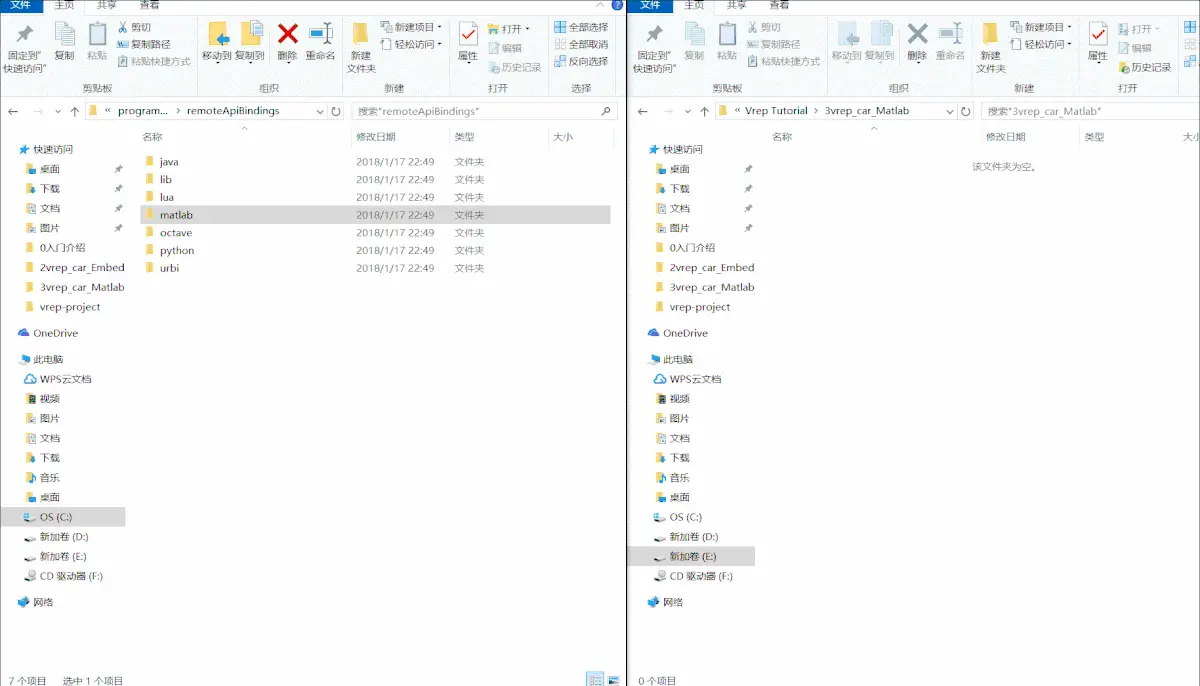 文件 主页 共享 查看
固定到"快速访问" 复制 粘贴 剪切 复制路径 粘贴快捷方式 移动到 复制到 删除 重命名 新建文件夹 新建项目 轻松访问 属性 打开 编辑 历史记录 全部选择 全部取消 反向选择
剪贴板 组织 新建 打开 选择
« program... › remoteApiBindings 搜索"remoteApiBindings"
名称 修改日期 类型 大小
java 2018/1/17 22:49 文件夹
lib 2018/1/17 22:49 文件夹
lua 2018/1/17 22:49 文件夹
matlab 2018/1/17 22:49 文件夹
octave 2018/1/17 22:49 文件夹
python 2018/1/17 22:49 文件夹
urbi 2018/1/17 22:49 文件夹
快速访问
桌面
下载
文档
图片
0入门介绍
2vrep_car_Embed
3vrep_car_Matlab
vrep-project
OneDrive
此电脑
WPS云文档
视频
图片
文档
下载
音乐
桌面
OS (C:)
新加卷 (D:)
新加卷 (E:)
CD 驱动器 (F:)
网络
7 个项目 选中 1 个项目
文件 主页 共享 查看
固定到"快速访问" 复制 粘贴 剪切 复制路径 粘贴快捷方式 移动到 复制到 删除 重命名 新建文件夹 新建项目 轻松访问 属性 打开 编辑 历史记录
剪贴板 组织 新建 打开
« Vrep Tutorial › 3vrep_car_Matlab 搜索"3vrep_car_Matlab"
名称 修改日期 类型
该文件夹为空。
快速访问
桌面
下载
文档
图片
0入门介绍
2vrep_car_Embed
3vrep_car_Matlab
vrep-project
OneDrive
此电脑
WPS云文档
视频
图片
文档
下载
音乐
桌面
OS (C:)
新加卷 (D:)
新加卷 (E:)
CD 驱动器 (F:)
网络
0 个项目